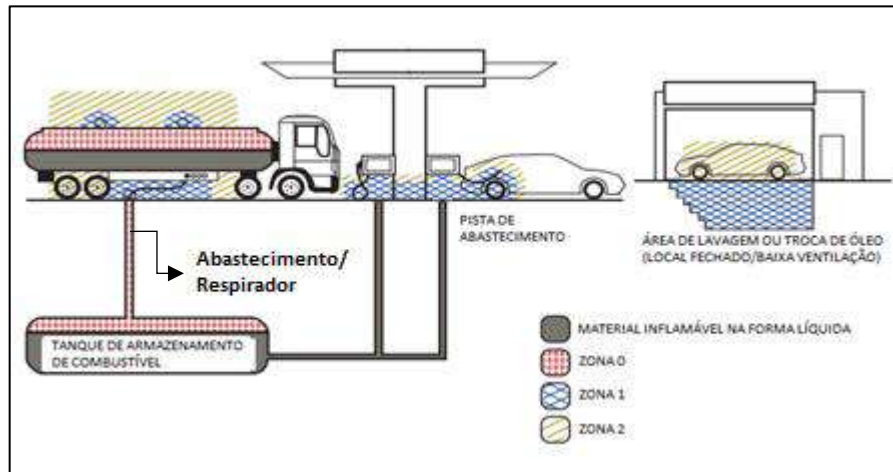 Abastecimento/
Respirador
TANQUE DE ARMAZENAMENTO
DE COMBUSTÍVEL
PISTA DE
ABASTECIMENTO
ÁREA DE LAVAGEM OU TROCA DE ÓLEO
(LOCAL FECHADO/BAIXA VENTILAÇÃO)
MATERIAL INFLAMÁVEL NA FORMA LÍQUIDA
ZONA 0
ZONA 1
ZONA 2